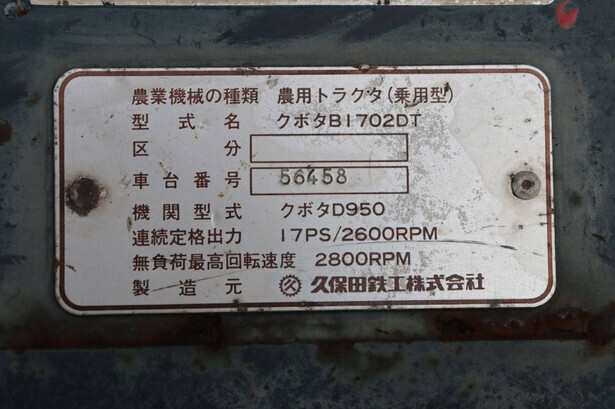 農業機械の種類 農用トラクタ(乗用型)
型式名 クボタB1702DT
区分
車台番号 56458
機関型式 クボタD950
連続定格出力 17PS/2600RPM
無負荷最高回転速度 2800RPM
製造元 久保田鉄工株式会社